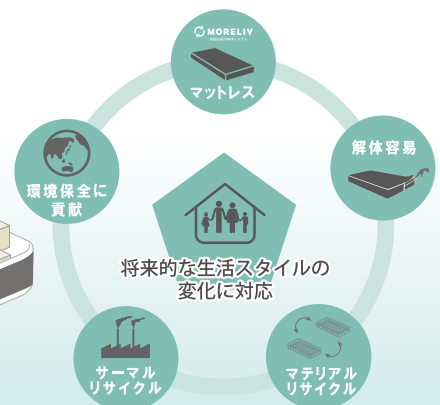 MORELIY
マットレス
解体容易
環境保全に
貢献
将来的な生活スタイルの
変化に対応
サーマル
リサイクル
マテリアル
リサイクル